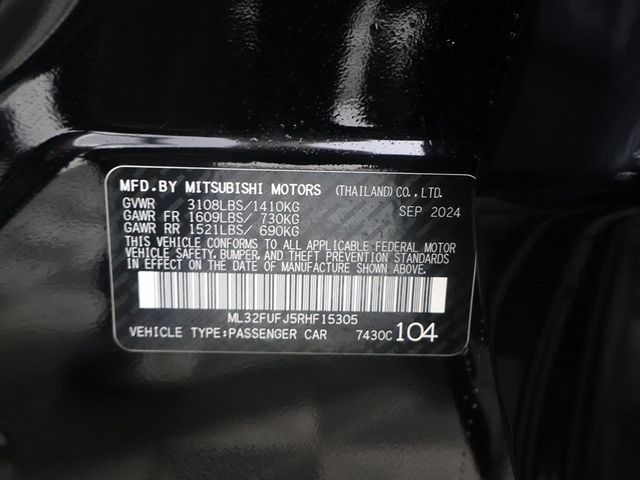 MFD.BY MITSUBISHI MOTORS (THAILAND)CO.,LTD.
GVWR 3108LBS/1410KG
GAWR FR 1609LBS/ 730KG SEP 2024
GAWR RR 1521LBS/ 690KG
THIS VEHICLE CONFORMS TO ALL APPLICABLE FEDERAL MOTOR
VEHICLE SAFETY, BUMPER, AND THEFT PREVENTION STANDARDS
IN EFFECT ON THE DATE OF MANUFACTURE SHOWN ABOVE.
ML32FUFJ5RHF15305
VEHICLE TYPE:PASSENGER CAR 7430C 104